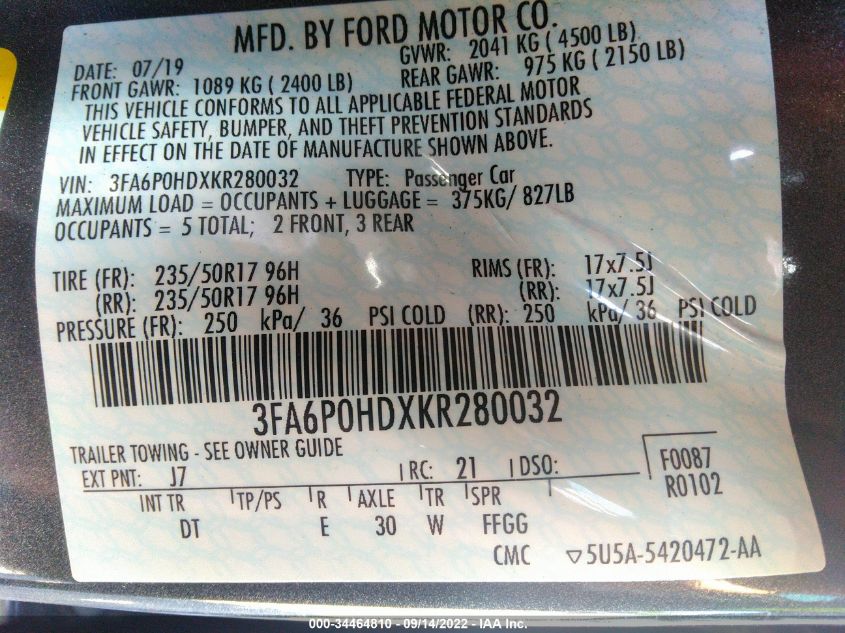 MFD. BY FORD MOTOR CO.
DATE: 07/19 GVWR: 2041 KG ( 4500 LB)
FRONT GAWR: 1089 KG ( 2400 LB) REAR GAWR: 975 KG ( 2150 LB)
THIS VEHICLE CONFORMS TO ALL APPLICABLE FEDERAL MOTOR
VEHICLE SAFETY, BUMPER, AND THEFT PREVENTION STANDARDS
IN EFFECT ON THE DATE OF MANUFACTURE SHOWN ABOVE.
VIN: 3FA6P0HDXKR280032 TYPE: Passenger Car
MAXIMUM LOAD = OCCUPANTS + LUGGAGE = 375KG/ 827LB
OCCUPANTS = 5 TOTAL; 2 FRONT, 3 REAR
TIRE (FR): 235/50R17 96H RIMS (FR): 17x7.5J
(RR): 235/50R17 96H (RR): 17x7.5J
PRESSURE (FR): 250 kPa/ 36 PSI COLD (RR): 250 kPa/ 36 PSI COLD
3FA6P0HDXKR280032
TRAILER TOWING - SEE OWNER GUIDE
EXT PNT: J7 RC: 21 DSO: F0087
R0102
INT TR TP/PS R AXLE TR SPR
DT E 30 W FFGG
CMC ▽5U5A-5420472-AA
000-34464810 - 09/14/2022 - IAA Inc.